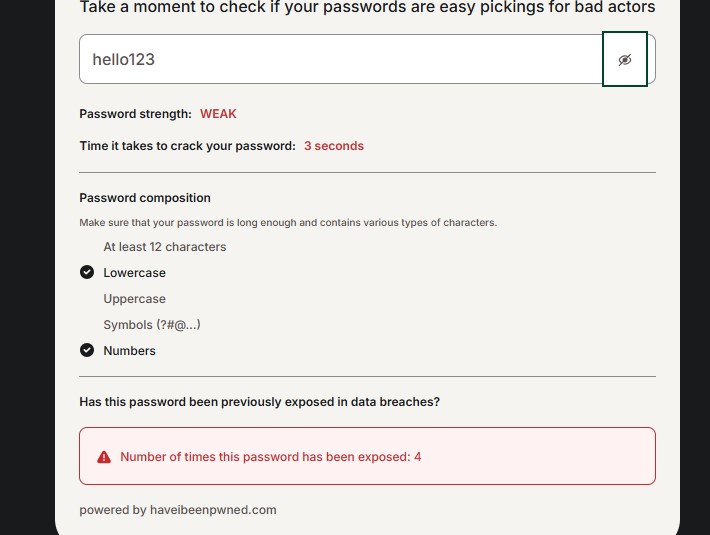 Take a moment to check if your passwords are easy pickings for bad actors
hello123
Password strength: WEAK
Time it takes to crack your password: 3 seconds
Password composition
Make sure that your password is long enough and contains various types of characters.
At least 12 characters
Lowercase
Uppercase
Symbols (?#@...)
Numbers
Has this password been previously exposed in data breaches?
Number of times this password has been exposed: 4
powered by haveibeenpwned.com